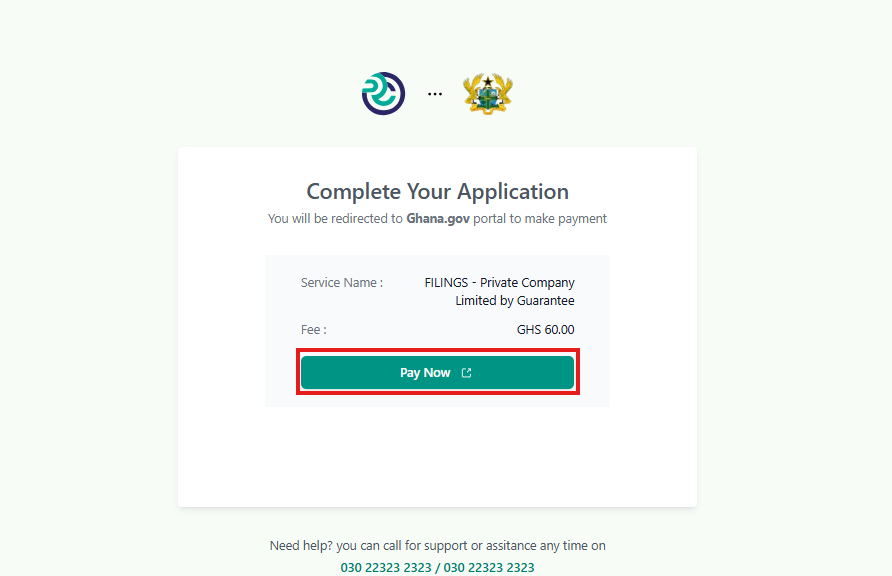 Complete Your Application
You will be redirected to Ghana.gov portal to make payment
Service Name :
FILINGS - Private Company
Limited by Guarantee
Fee :
GHS 60.00
Pay Now
Need help? you can call for support or assitance any time on
030 22323 2323 / 030 22323 2323